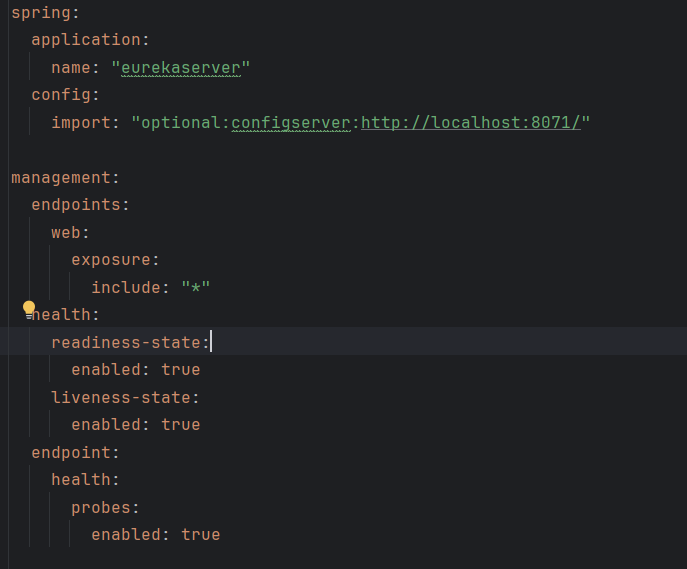 spring:
  application:
    name: "eurekaserver"
  config:
    import: "optional:configserver:http://localhost:8071/"

management:
  endpoints:
    web:
      exposure:
        include: "*"
  health:
    readiness-state:
      enabled: true
    liveness-state:
      enabled: true
  endpoint:
    health:
      probes:
        enabled: true